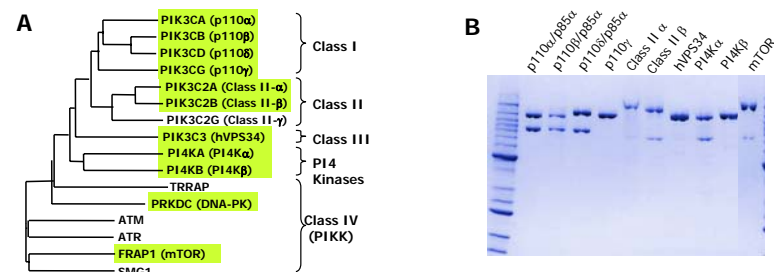 A
PIK3CA (p110α)
PIK3CB (p110β)
PIK3CD (p110δ)
PIK3CG (p110γ)
Class I
PIK3C2A (Class II-α)
PIK3C2B (Class II-β)
PIK3C2G (Class II-γ)
Class II
PIK3C3 (hVPS34)
Class III
PI4KA (PI4Kα)
PI4KB (PI4Kβ)
PI4
Kinases
TRRAP
PRKDC (DNA-PK)
ATM
ATR
FRAP1 (mTOR)
SMG1
Class IV
(PIKK)
B
p110α/p85α
p110β/p85α
p110δ/p85α
p110γ
Class II α
Class II β
hVPS34
PI4Kα
PI4Kβ
mTOR